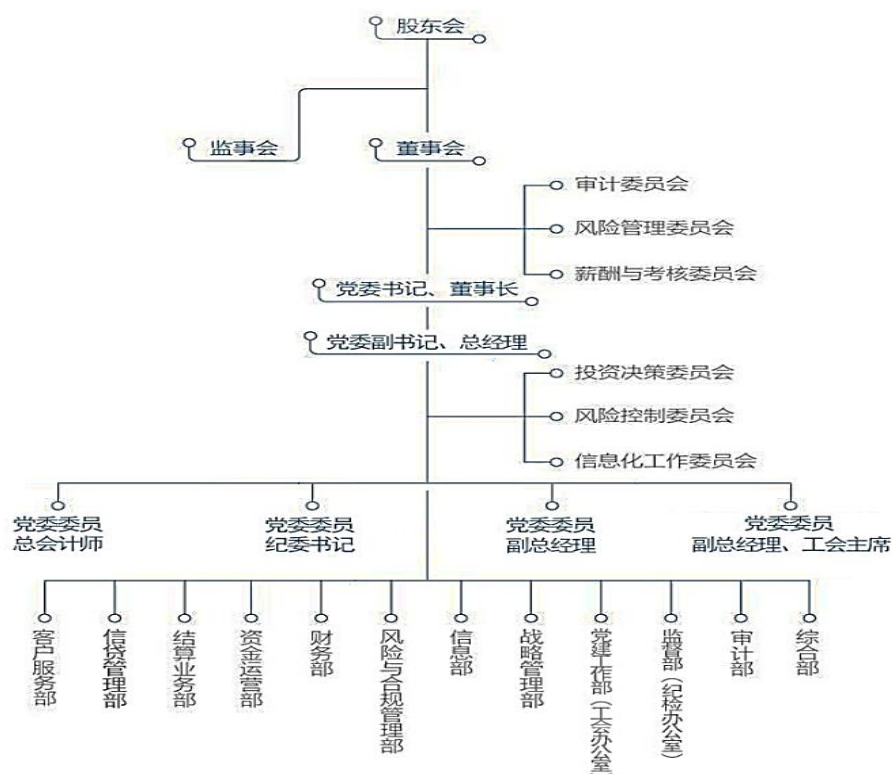 股东会
监事会
董事会
审计委员会
风险管理委员会
薪酬与考核委员会
党委书记、董事长
党委副书记、总经理
投资决策委员会
风险控制委员会
信息化工作委员会
党委委员
总会计师
党委委员
纪委书记
党委委员
副总经理
党委委员
副总经理、工会主席
客户服务部
信贷管理部
结算业务部
资金运营部
财务部
风险与合规管理部
信息部
战略管理部
党建工作部（工会办公室）
监督部（纪检办公室）
审计部
综合部